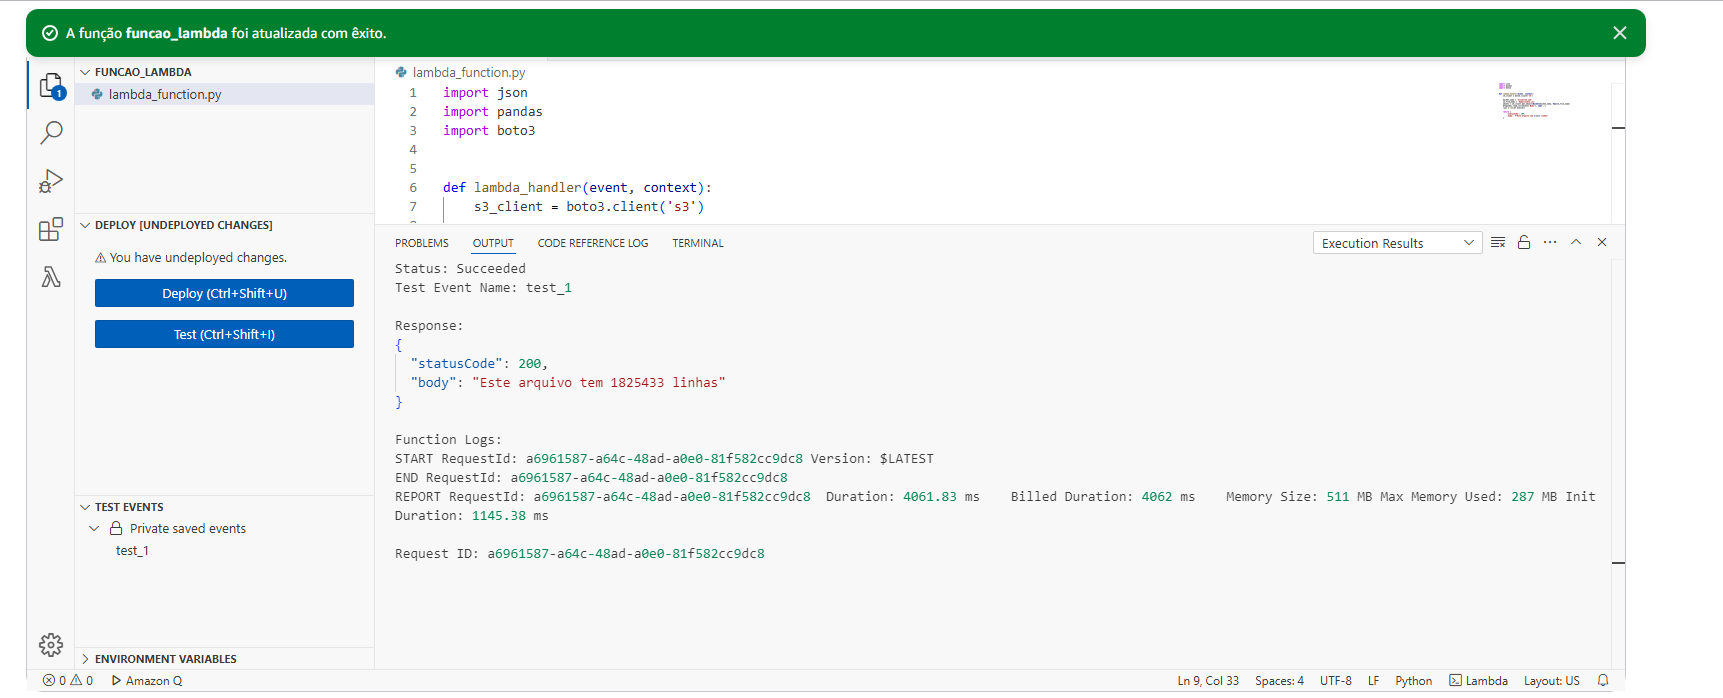 A função funcao_lambda foi atualizada com êxito.
FUNCAO_LAMBDA
lambda_function.py
1
DEPLOY [UNDEPLOYED CHANGES]
You have undeployed changes.
Deploy (Ctrl+Shift+U)
Test (Ctrl+Shift+I)
TEST EVENTS
Private saved events
test_1
ENVIRONMENT VARIABLES
lambda_function.py
1 import json
2 import pandas
3 import boto3
4
5
6 def lambda_handler(event, context):
7 s3_client = boto3.client('s3')
PROBLEMS OUTPUT CODE REFERENCE LOG TERMINAL Execution Results
Status: Succeeded
Test Event Name: test_1
Response:
{
"statusCode": 200,
"body": "Este arquivo tem 1825433 linhas"
}
Function Logs:
START RequestId: a6961587-a64c-48ad-a0e0-81f582cc9dc8 Version: $LATEST
END RequestId: a6961587-a64c-48ad-a0e0-81f582cc9dc8
REPORT RequestId: a6961587-a64c-48ad-a0e0-81f582cc9dc8 Duration: 4061.83 ms Billed Duration: 4062 ms Memory Size: 511 MB Max Memory Used: 287 MB Init
Duration: 1145.38 ms
Request ID: a6961587-a64c-48ad-a0e0-81f582cc9dc8
0 0 Amazon Q Ln 9, Col 33 Spaces: 4 UTF-8 LF Python Lambda Layout: US